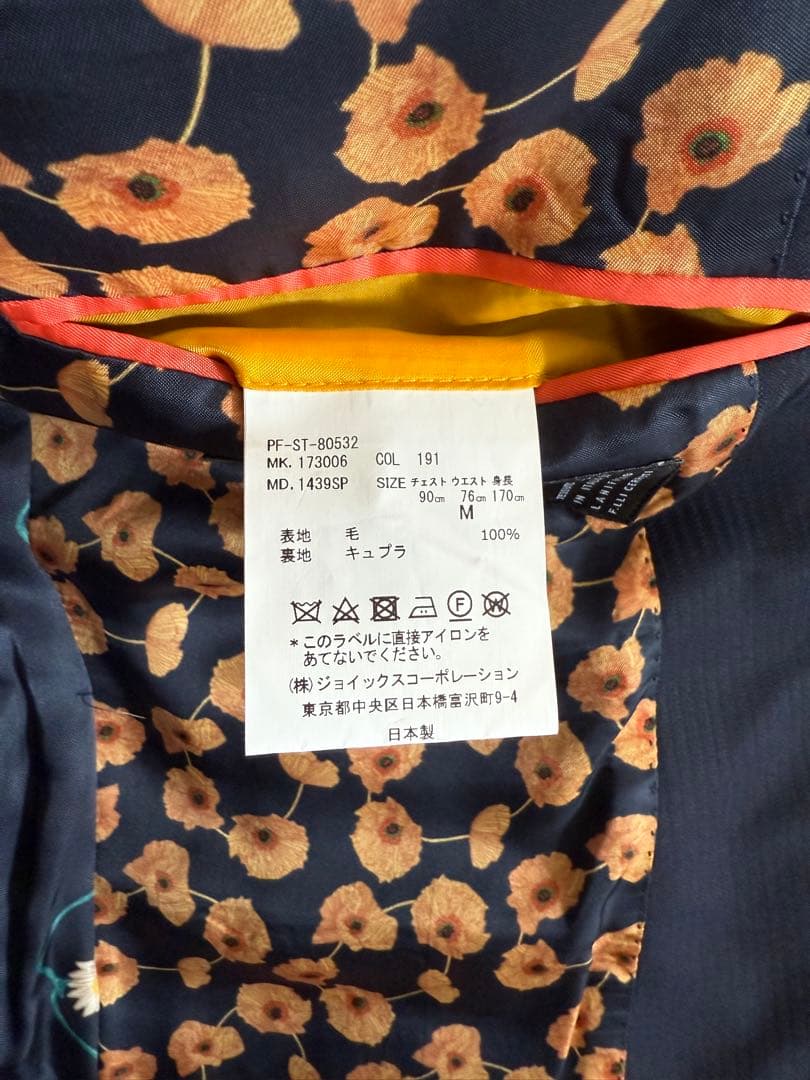 PF-ST-80532
MK. 173006 COL 191
MD. 1439SP SIZE チェスト ウエスト 身長
90cm 76cm 170cm
M
表地 毛 100%
裏地 キュプラ
F W
*このラベルに直接アイロンを
あてないでください。
(株)ジョイックスコーポレーション
東京都中央区日本橋富沢町9-4
日本製
LANIFICIO
F.LLI CERRUTI